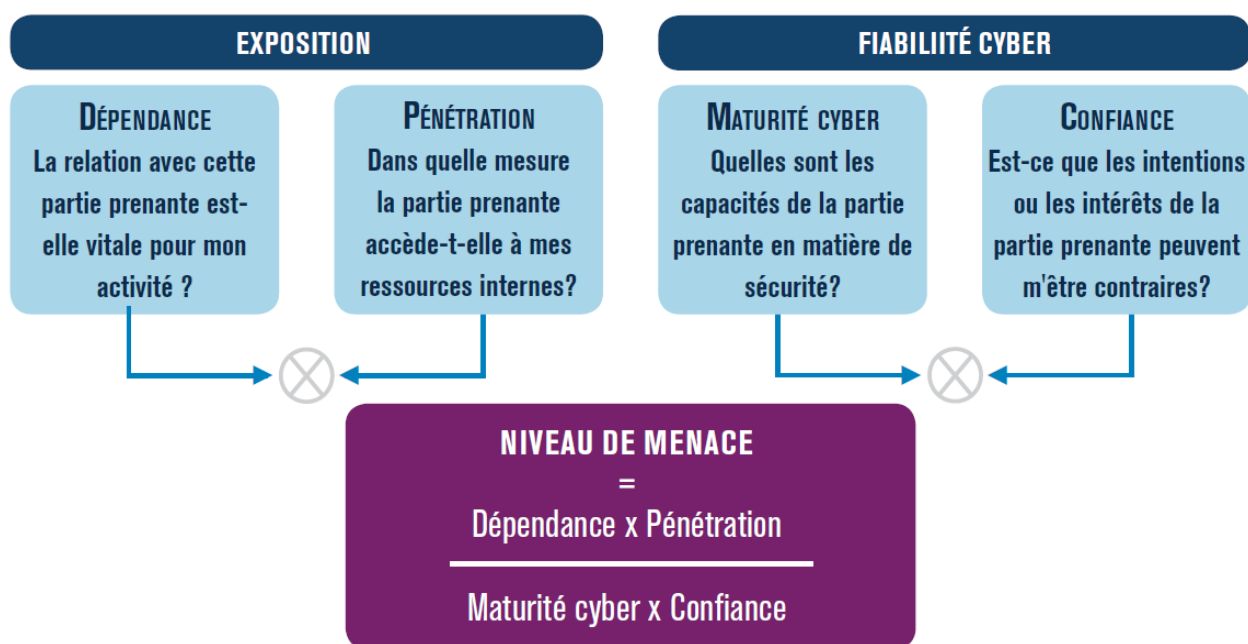 EXPOSITION
DÉPENDANCE
La relation avec cette
partie prenante est-
elle vitale pour mon
activité ?
PÉNÉTRATION
Dans quelle mesure
la partie prenante
accède-t-elle à mes
ressources internes?
FIABILIITÉ CYBER
MATURITÉ CYBER
Quelles sont les
capacités de la partie
prenante en matière de
sécurité?
CONFIANCE
Est-ce que les intentions
ou les intérêts de la
partie prenante peuvent
m'être contraires?
NIVEAU DE MENACE
=
Dépendance x Pénétration
Maturité cyber x Confiance